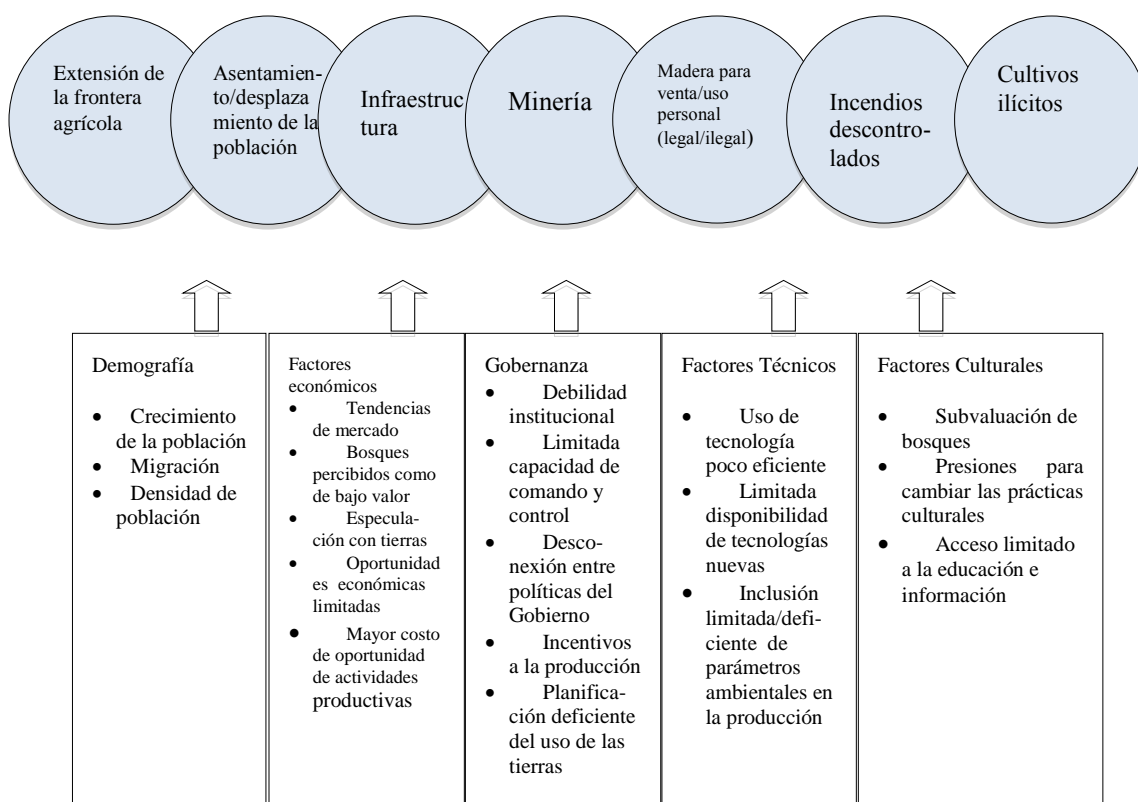 Extensión de
la frontera
agrícola
Asentamien-
to/desplaza
miento de la
población
Infraestruc
tura
Minería
Madera para
venta/uso
personal
(legal/ilegal)
Incendios
descontro-
lados
Cultivos
ilícitos
Demografía
• Crecimiento
de la población
• Migración
• Densidad de
población
Factores
económicos
• Tendencias
de mercado
• Bosques
percibidos como
de bajo valor
• Especula-
ción con tierras
• Oportunidad
es económicas
limitadas
• Mayor costo
de oportunidad
de actividades
productivas
Gobernanza
• Debilidad
institucional
• Limitada
capacidad de
comando y
control
• Desco-
nexión entre
políticas del
Gobierno
• Incentivos
a la producción
• Planifica-
ción deficiente
del uso de las
tierras
Factores Técnicos
• Uso de
tecnología
poco eficiente
• Limitada
disponibilidad
de tecnologías
nuevas
• Inclusión
limitada/defi-
ciente de
parámetros
ambientales en
la producción
Factores Culturales
• Subvaluación de
bosques
• Presiones para
cambiar las prácticas
culturales
• Acceso limitado
a la educación e
información